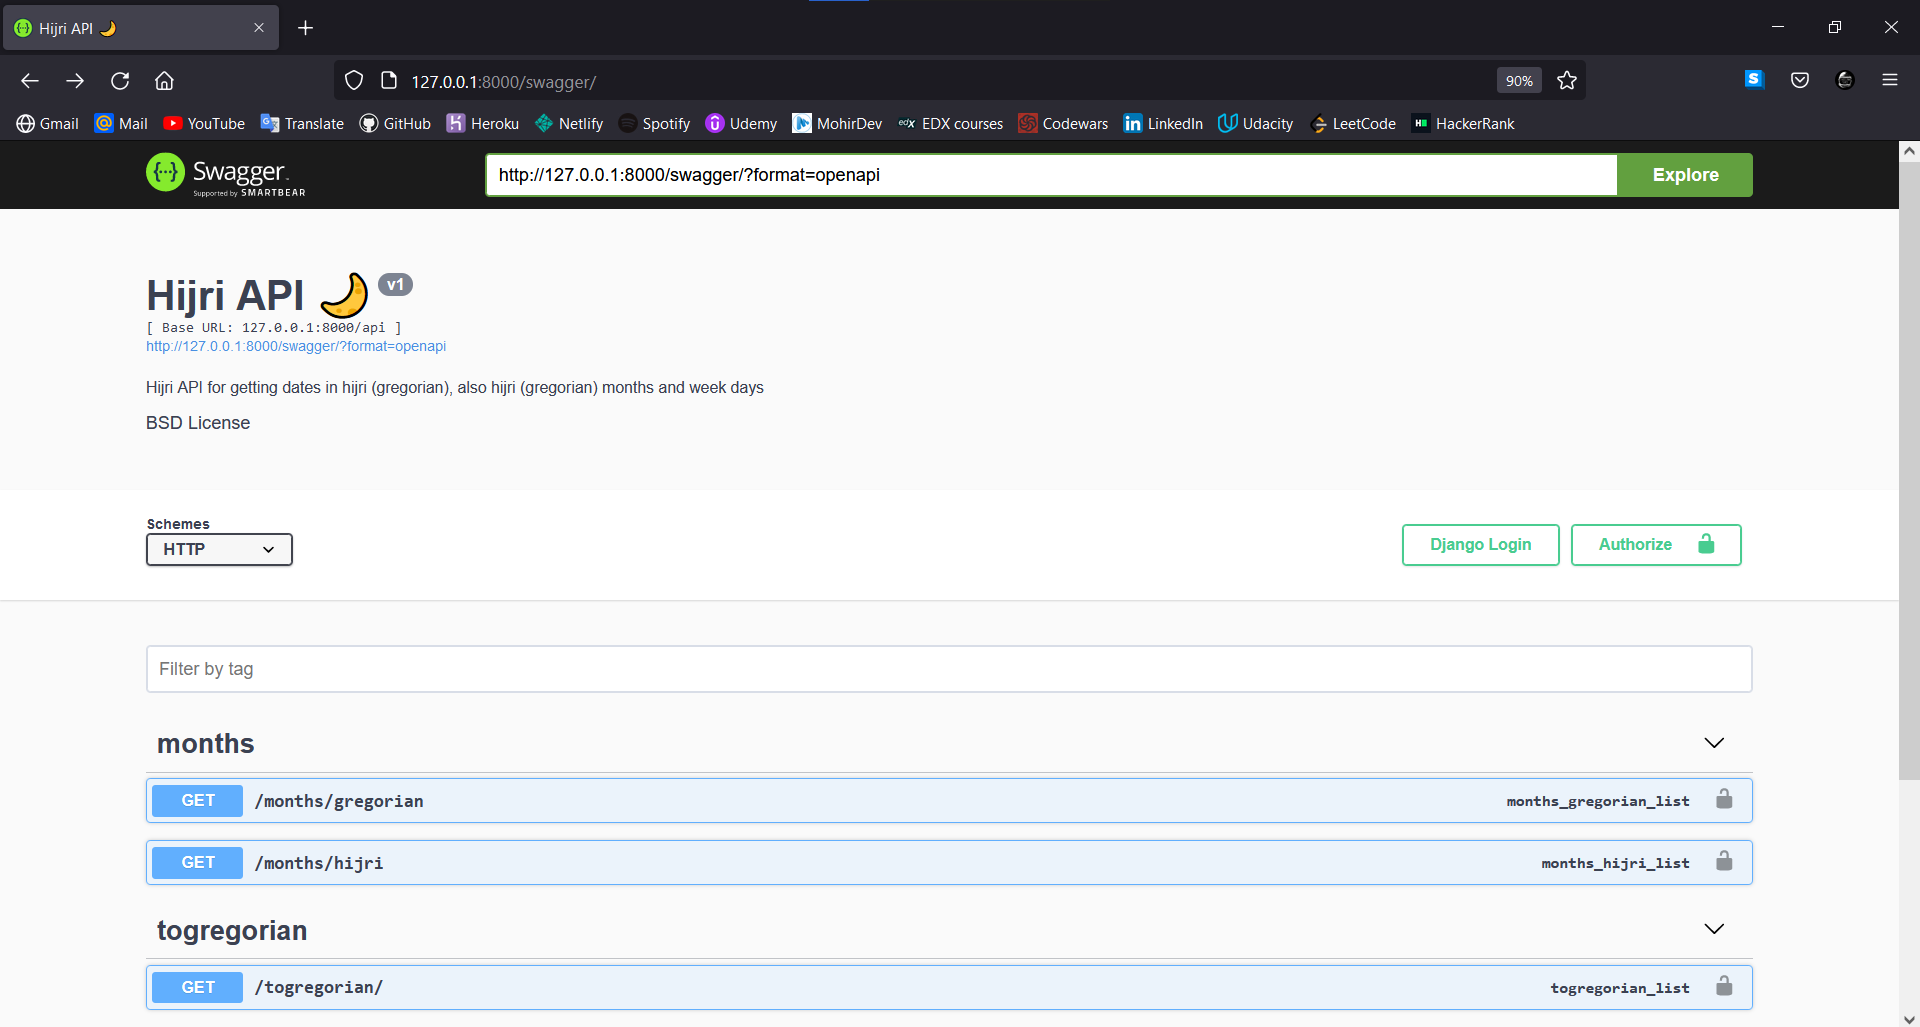 Hijri API 🌙
127.0.0.1:8000/swagger/
90%
Gmail Mail YouTube Translate GitHub Heroku Netlify Spotify Udemy MohirDev edX EDX courses Codewars LinkedIn Udacity LeetCode HackerRank
Swagger.
Supported by SMARTBEAR
http://127.0.0.1:8000/swagger/?format=openapi
Explore
Hijri API 🌙 v1
[ Base URL: 127.0.0.1:8000/api ]
http://127.0.0.1:8000/swagger/?format=openapi
Hijri API for getting dates in hijri (gregorian), also hijri (gregorian) months and week days
BSD License
Schemes
HTTP
Django Login
Authorize
Filter by tag
months
GET /months/gregorian months_gregorian_list
GET /months/hijri months_hijri_list
togregorian
GET /togregorian/ togregorian_list